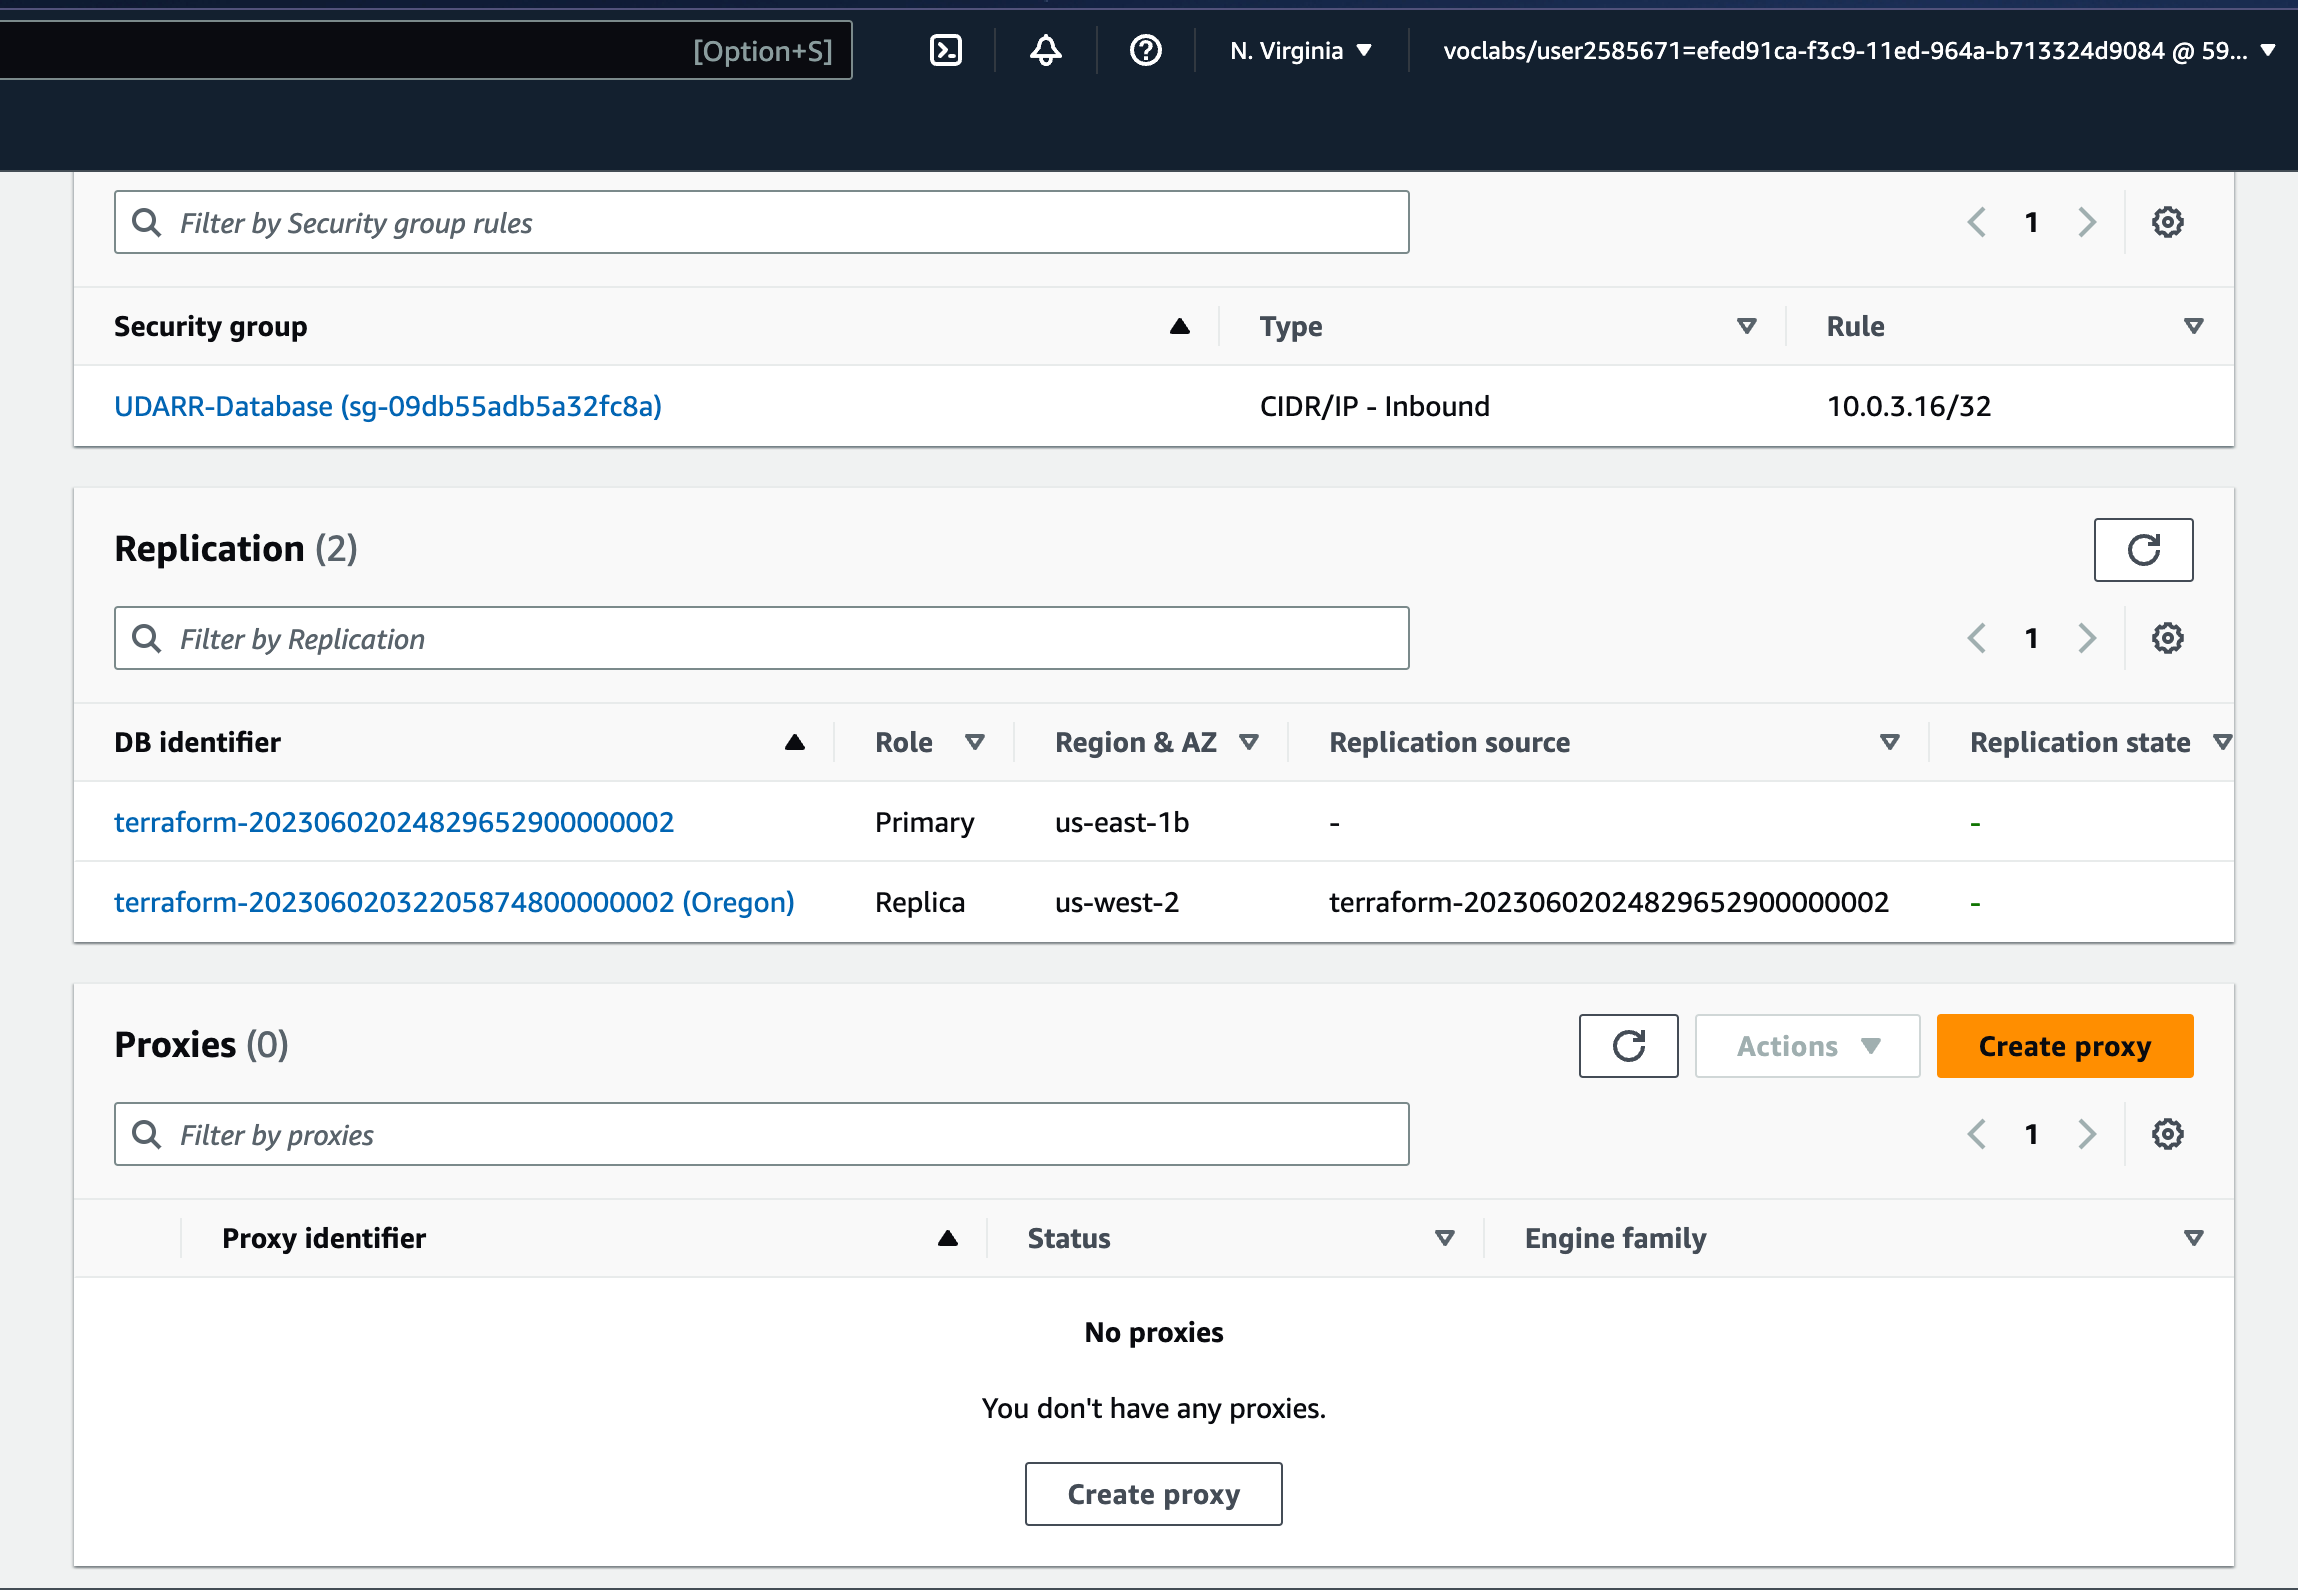 [Option+S]
N. Virginia
voclabs/user2585671=efed91ca-f3c9-11ed-964a-b713324d9084 @ 59...
Filter by Security group rules
1
Security group
Type
Rule
UDARR-Database (sg-09db55adb5a32fc8a)
CIDR/IP - Inbound
10.0.3.16/32
Replication (2)
Filter by Replication
1
DB identifier
Role
Region & AZ
Replication source
Replication state
terraform-20230602024829652900000002
Primary
us-east-1b
-
-
terraform-20230602032205874800000002 (Oregon)
Replica
us-west-2
terraform-20230602024829652900000002
-
Proxies (0)
Actions
Create proxy
Filter by proxies
1
Proxy identifier
Status
Engine family
No proxies
You don't have any proxies.
Create proxy